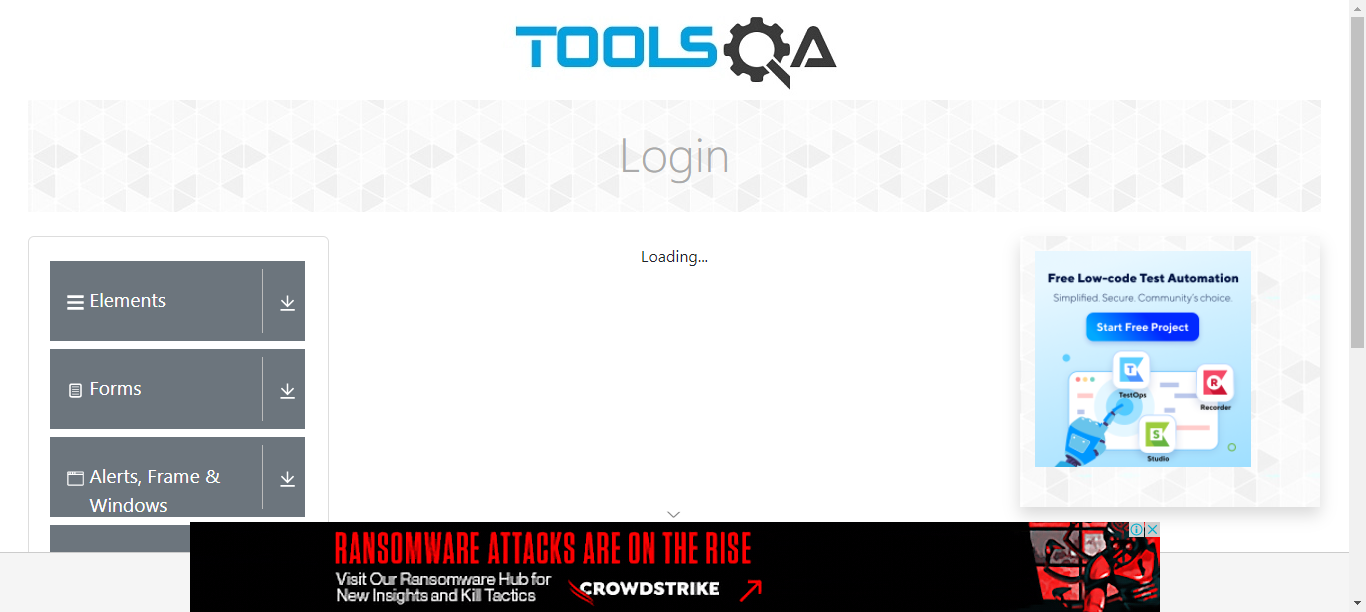 TOOLSQA
Login
Elements
Forms
Alerts, Frame &
Windows
Loading...
Free Low-code Test Automation
Simplified. Secure. Community's choice.
Start Free Project
T
TestOps
R
Recorder
S
Studio
RANSOMWARE ATTACKS ARE ON THE RISE
Visit Our Ransomware Hub for
New Insights and Kill Tactics
CROWDSTRIKE